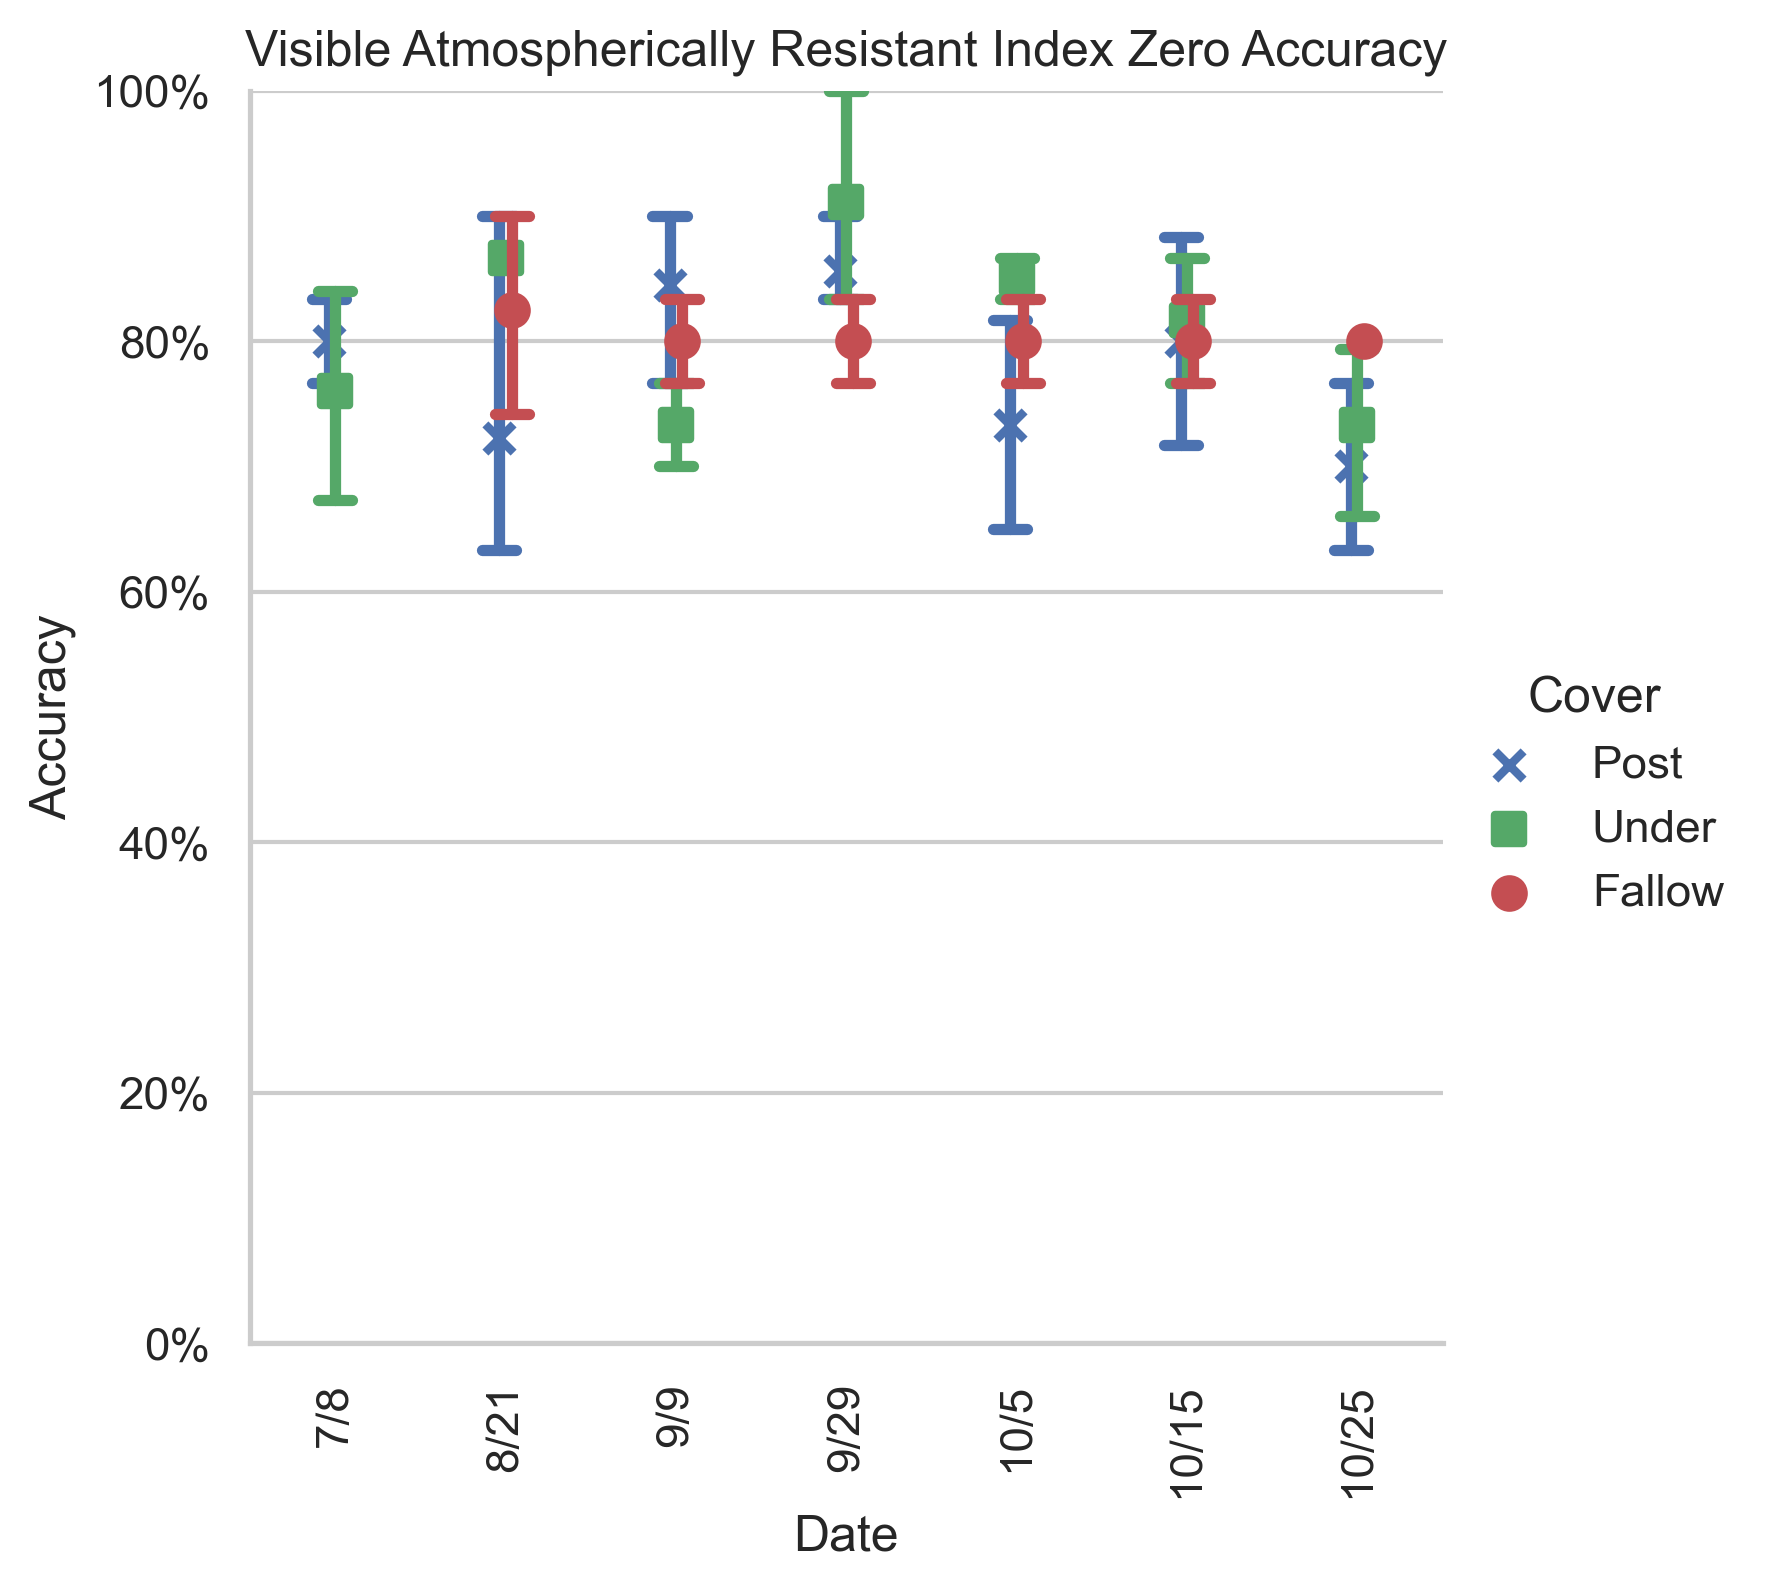 Visible Atmospherically Resistant Index Zero Accuracy
100%
80%
60%
40%
20%
0%
Accuracy
7/8
8/21
9/9
9/29
10/5
10/15
10/25
Date
Cover
Post
Under
Fallow